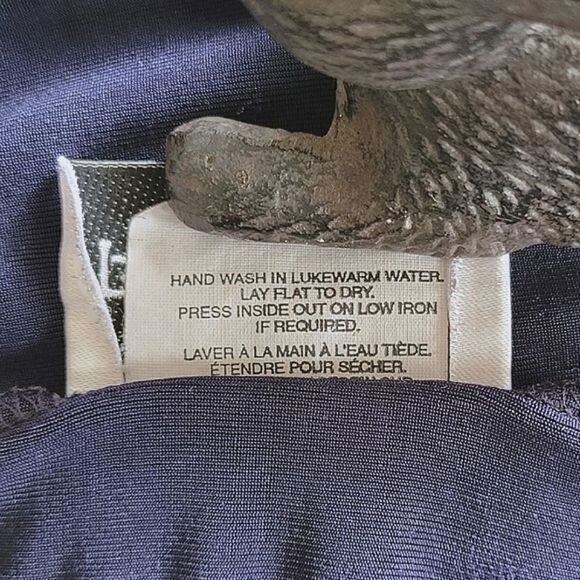 HAND WASH IN LUKEWARM WATER.
LAY FLAT TO DRY.
PRESS INSIDE OUT ON LOW IRON
IF REQUIRED.
LAVER À LA MAIN À L'EAU TIÈDE.
ÉTENDRE POUR SÉCHER.